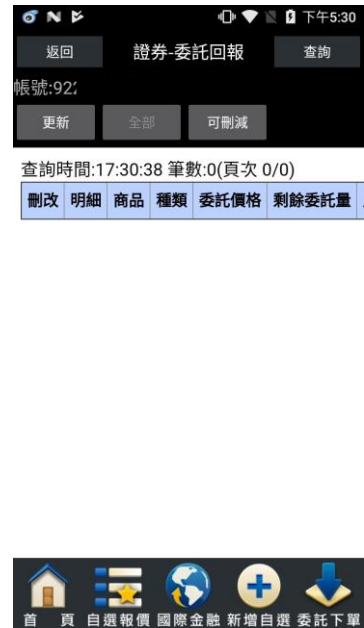 下午5:30
返回 證券-委託回報 查詢
帳號:922
更新 全部 可刪減
查詢時間:17:30:38 筆數:0(頁次 0/0)
刪改 明細 商品 種類 委託價格 剩餘委託量
首 頁 自選報價 國際金融 新增自選 委託下單